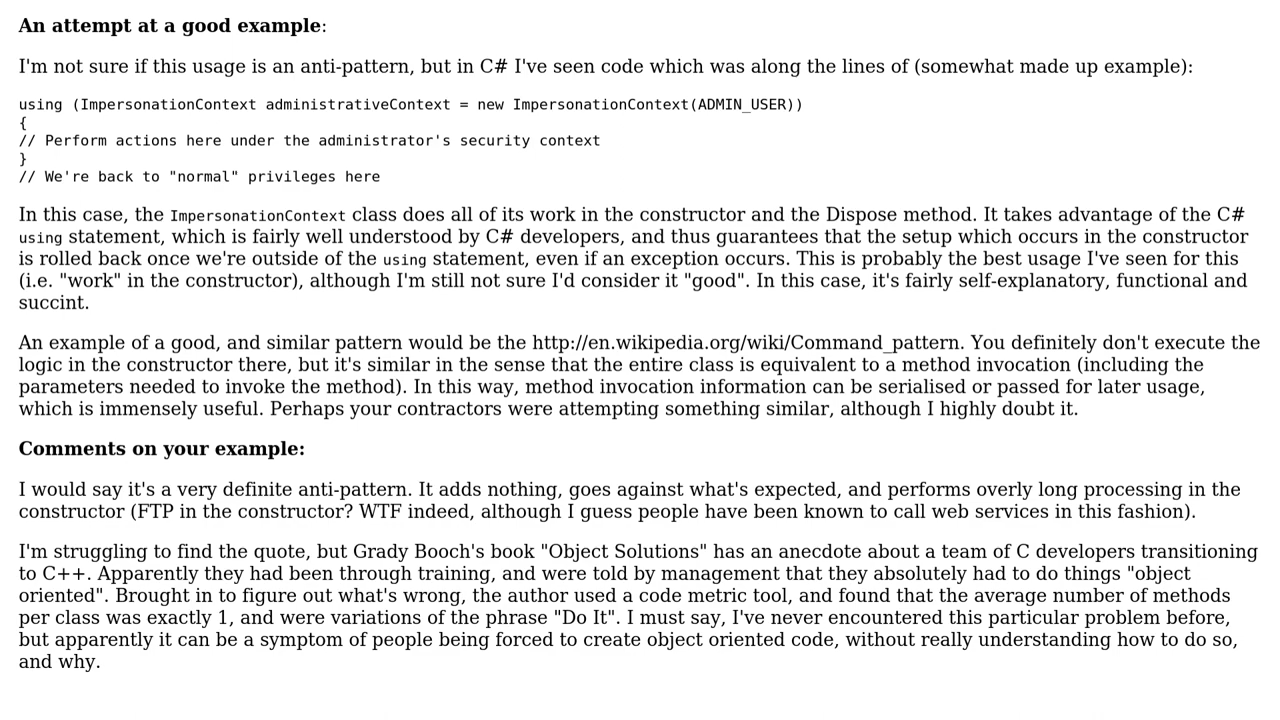 An attempt at a good example:
I'm not sure if this usage is an anti-pattern, but in C# I've seen code which was along the lines of (somewhat made up example):
using (ImpersonationContext administrativeContext = new ImpersonationContext(ADMIN_USER))
{
// Perform actions here under the administrator's security context
}
// We're back to "normal" privileges here
In this case, the ImpersonationContext class does all of its work in the constructor and the Dispose method. It takes advantage of the C#
using statement, which is fairly well understood by C# developers, and thus guarantees that the setup which occurs in the constructor
is rolled back once we're outside of the using statement, even if an exception occurs. This is probably the best usage I've seen for this
(i.e. "work" in the constructor), although I'm still not sure I'd consider it "good". In this case, it's fairly self-explanatory, functional and
succint.
An example of a good, and similar pattern would be the http://en.wikipedia.org/wiki/Command_pattern. You definitely don't execute the
logic in the constructor there, but it's similar in the sense that the entire class is equivalent to a method invocation (including the
parameters needed to invoke the method). In this way, method invocation information can be serialised or passed for later usage,
which is immensely useful. Perhaps your contractors were attempting something similar, although I highly doubt it.
Comments on your example:
I would say it's a very definite anti-pattern. It adds nothing, goes against what's expected, and performs overly long processing in the
constructor (FTP in the constructor? WTF indeed, although I guess people have been known to call web services in this fashion).
I'm struggling to find the quote, but Grady Booch's book "Object Solutions" has an anecdote about a team of C developers transitioning
to C++. Apparently they had been through training, and were told by management that they absolutely had to do things "object
oriented". Brought in to figure out what's wrong, the author used a code metric tool, and found that the average number of methods
per class was exactly 1, and were variations of the phrase "Do It". I must say, I've never encountered this particular problem before,
but apparently it can be a symptom of people being forced to create object oriented code, without really understanding how to do so,
and why.